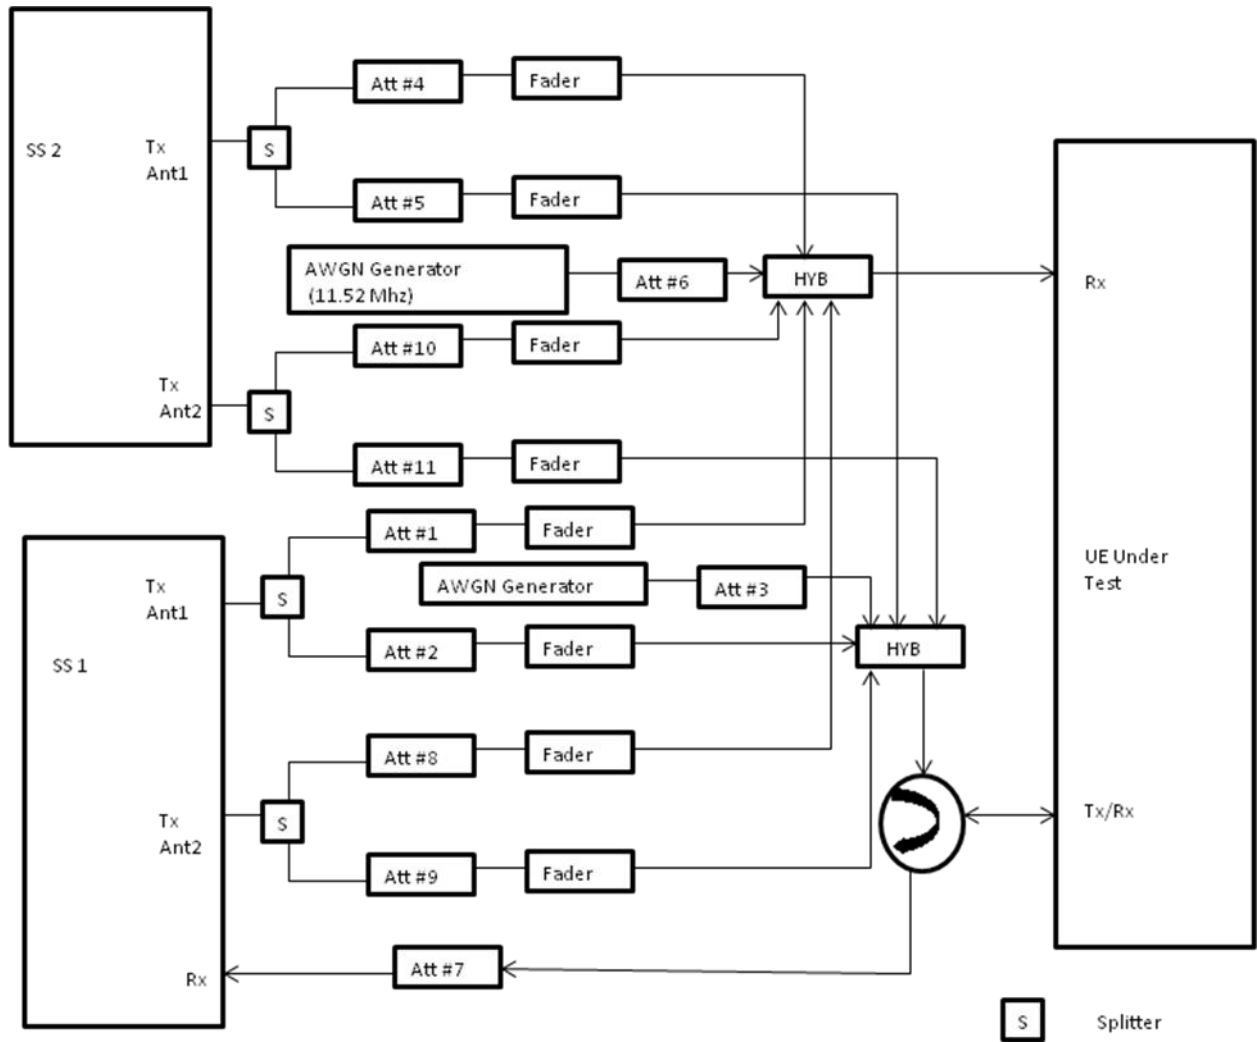 Att #4
Fader
SS 2
Tx
Ant1
S
Att #5
Fader
AWGN Generator
(11.52 Mhz)
Att #6
HYB
Rx
Att #10
Fader
Tx
Ant2
S
Att #11
Fader
Att #1
Fader
AWGN Generator
Att #3
UE Under
Test
Tx
Ant1
S
SS 1
Att #2
Fader
HYB
Att #8
Fader
Tx
Ant2
S
Tx/Rx
Att #9
Fader
Rx
Att #7
S
Splitter